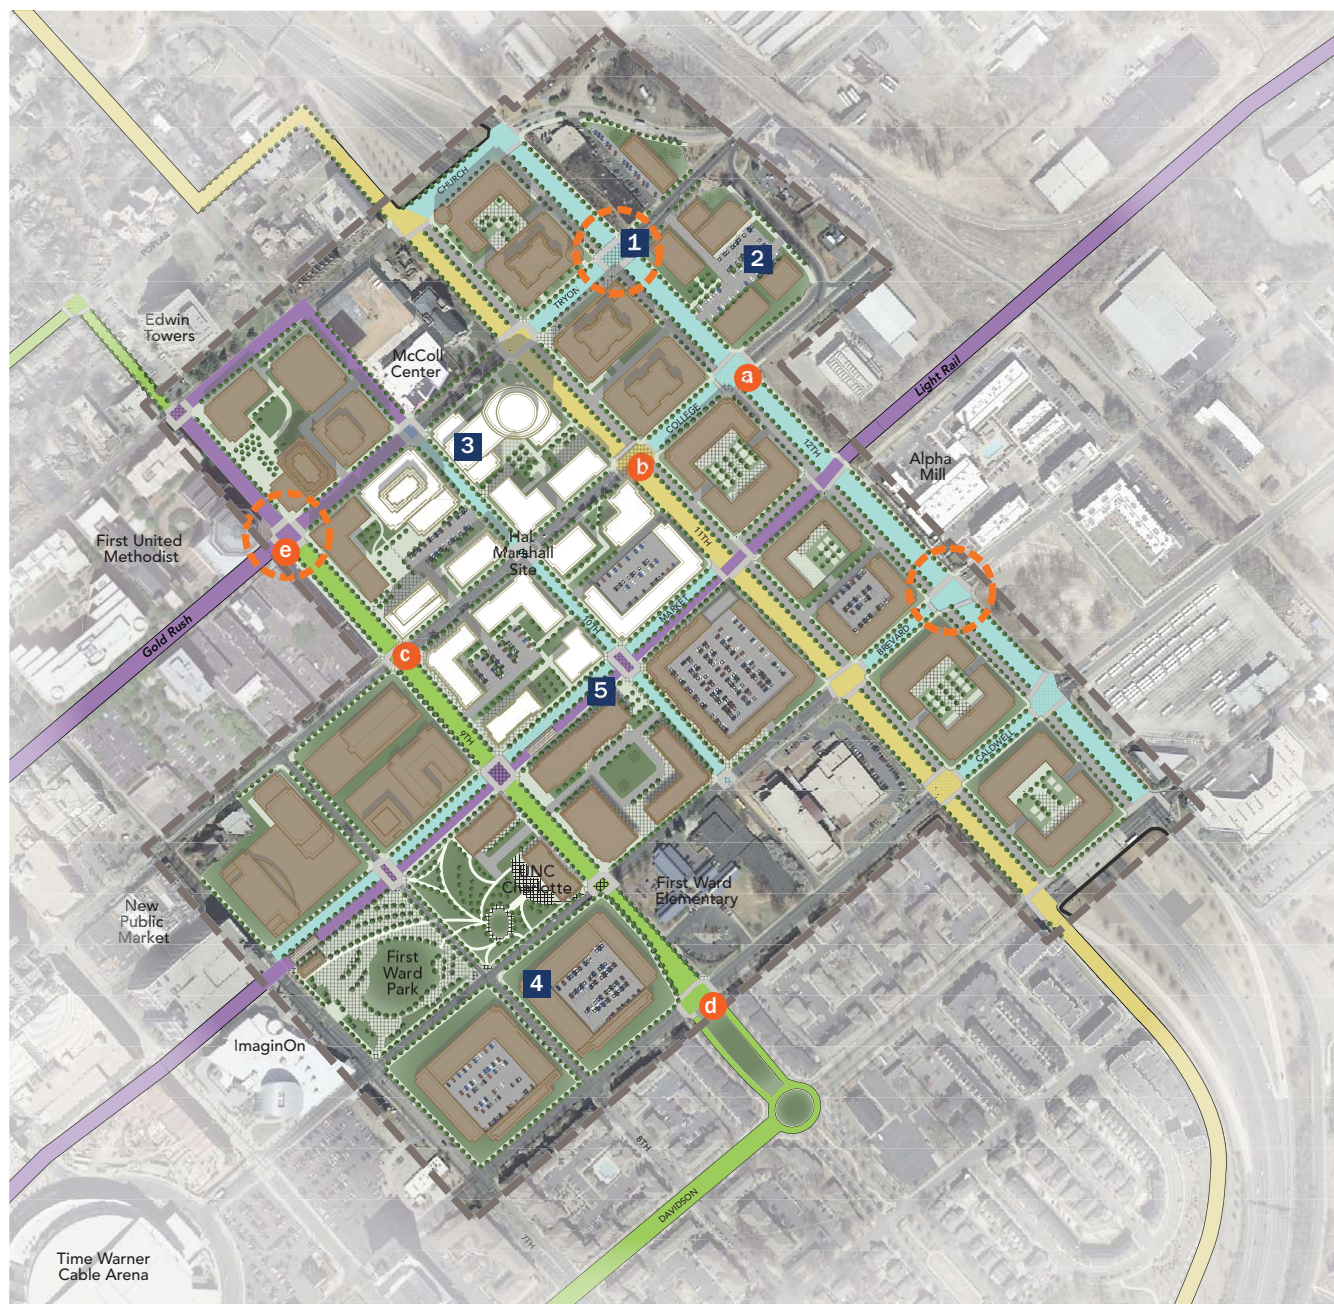 CHURCH
1
POPLAR
2
TRYON
Edwin
Towers
McColl
Center
a
Light Rail
COLLEGE
3
12TH
b
Alpha
Mill
First United
Methodist
e
11TH
Hal
Marshall
Site
Gold Rush
MARKET
10TH
BREVARD
c
5
9TH
CALDWELL
UNC
Charlotte
First Ward
Elementary
New
Public
Market
First
Ward
Park
4
d
ImaginOn
8TH
DAVIDSON
7TH
Time Warner
Cable Arena